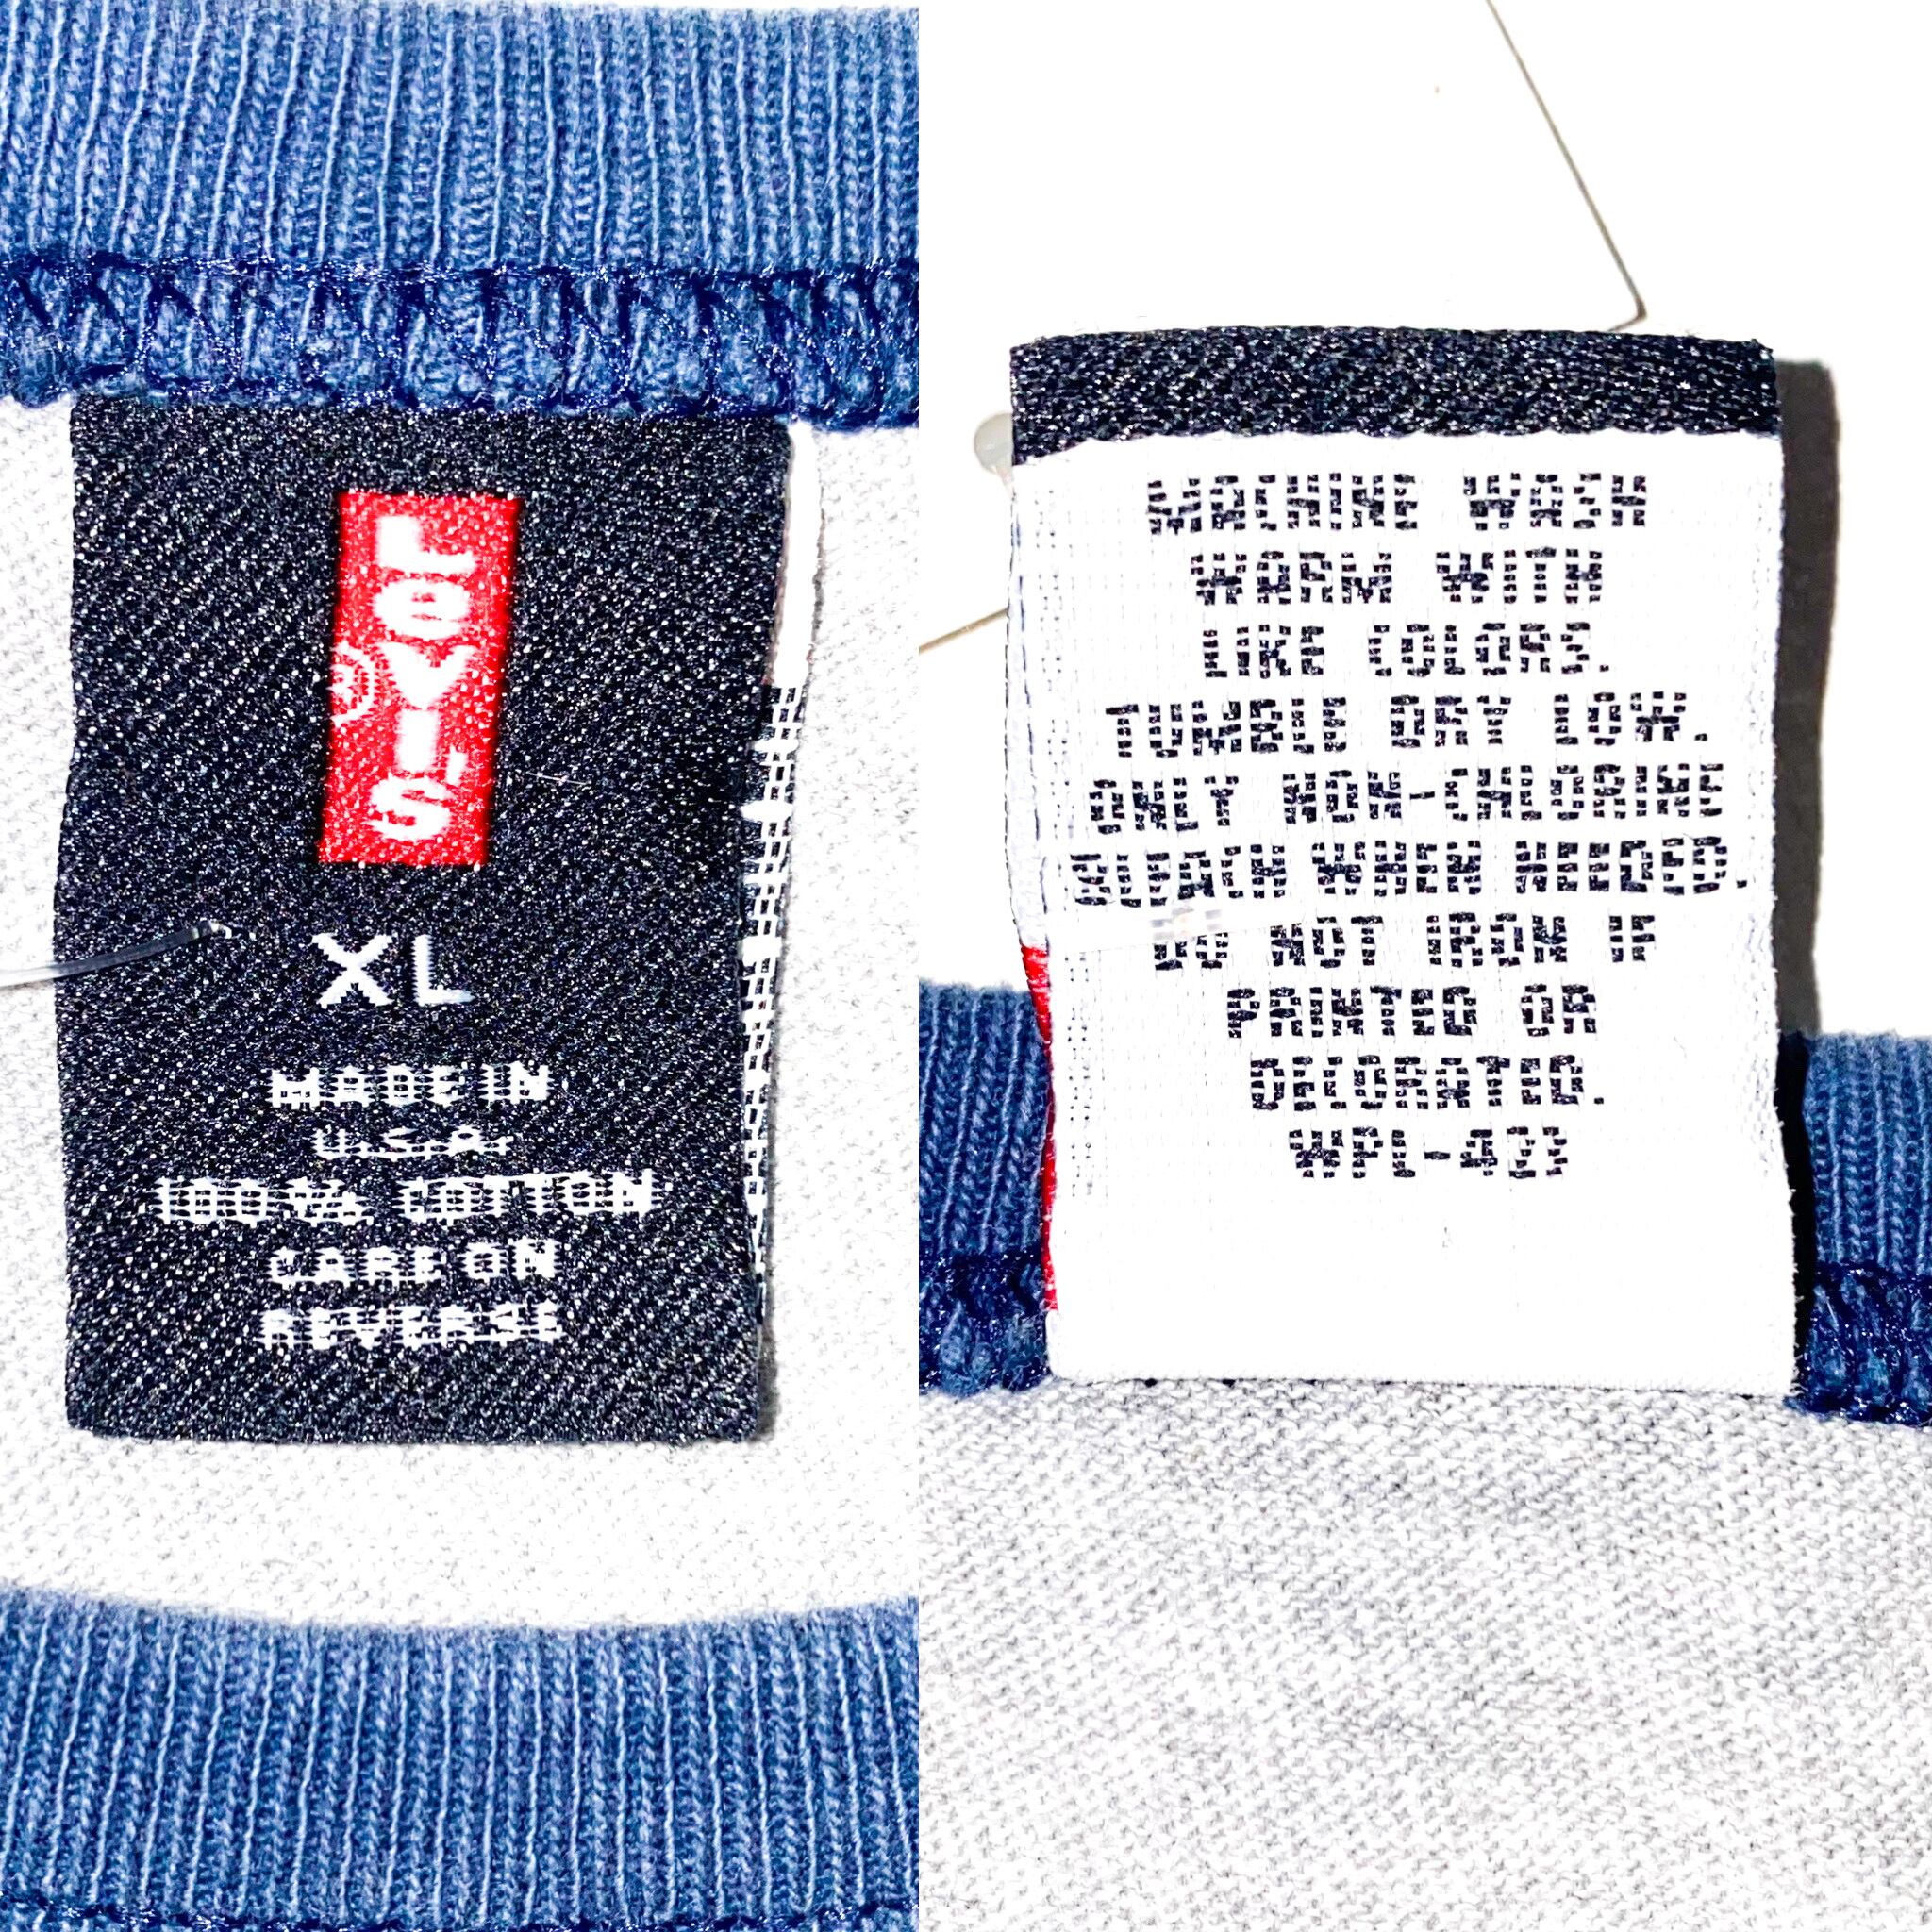 Levi's
®
XL
MADE IN
U.S.A.
100% COTTON
CARE ON
REVERSE
MACHINE WASH
WARM WITH
LIKE COLORS.
TUMBLE DRY LOW.
ONLY NON-CHLORINE
BLEACH WHEN NEEDED.
DO NOT IRON IF
PRINTED OR
DECORATED.
WPL-423